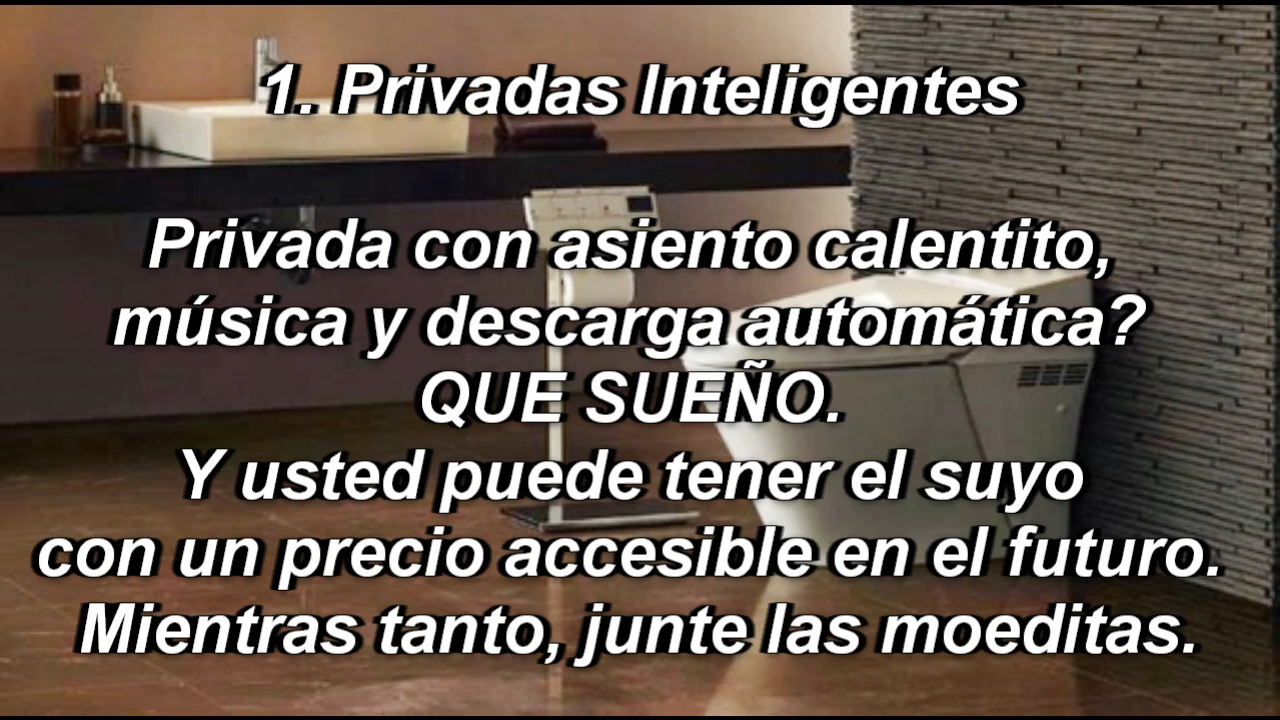 1. Privadas Inteligentes
Privada con asiento calentito,
música y descarga automática?
QUE SUEÑO.
Y usted puede tener el suyo
con un precio accesible en el futuro.
Mientras tanto, junte las moeditas.